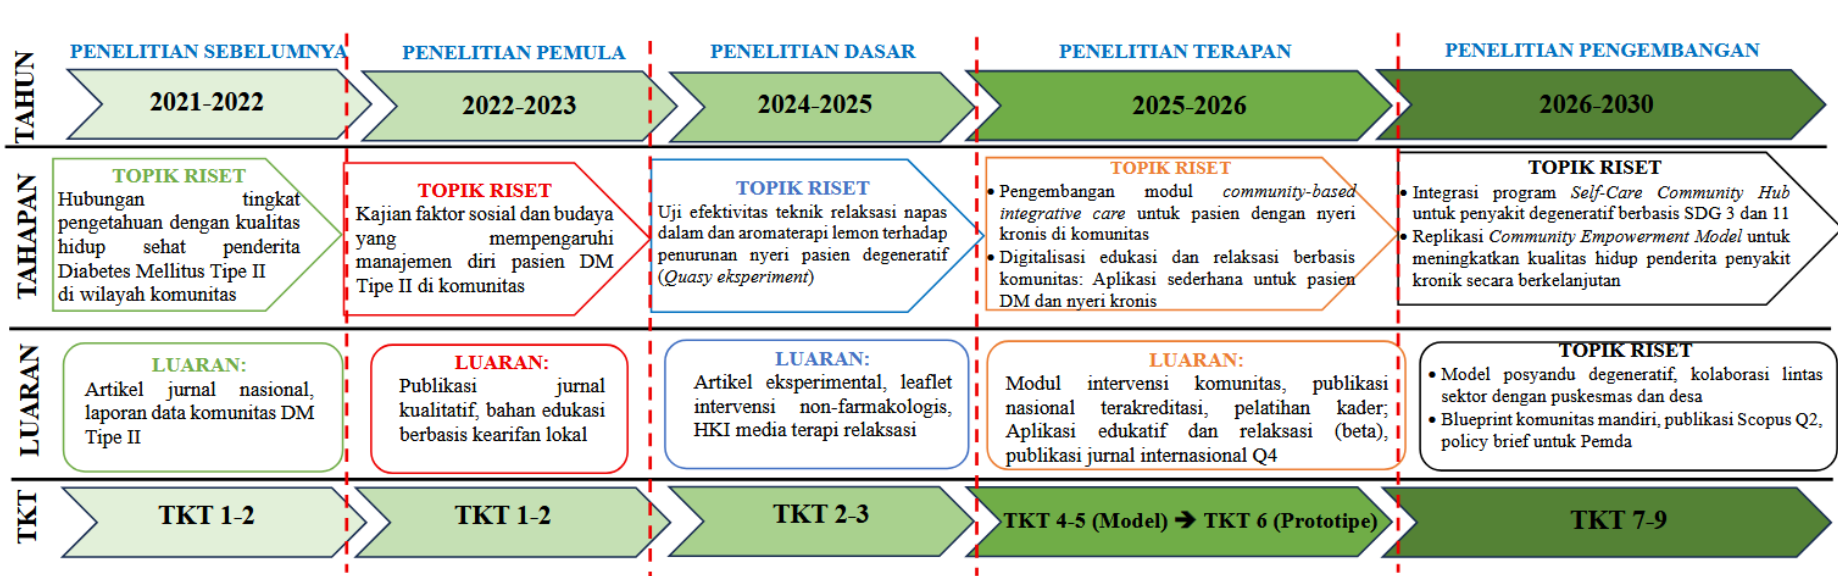 PENELITIAN SEBELUMNYA
PENELITIAN PEMULA
PENELITIAN DASAR
PENELITIAN TERAPAN
PENELITIAN PENGEMBANGAN
TAHUN
2021-2022
2022-2023
2024-2025
2025-2026
2026-2030
TAHAPAN
TOPIK RISET
Hubungan tingkat
pengetahuan dengan kualitas
hidup sehat penderita
Diabetes Mellitus Tipe II
di wilayah komunitas
TOPIK RISET
Kajian faktor sosial dan budaya
yang mempengaruhi
manajemen diri pasien DM
Tipe II di komunitas
TOPIK RISET
Uji efektivitas teknik relaksasi napas
dalam dan aromaterapi lemon terhadap
penurunan nyeri pasien degeneratif
(Quasy eksperiment)
TOPIK RISET
• Pengembangan modul community-based
integrative care untuk pasien dengan nyeri
kronis di komunitas
• Digitalisasi edukasi dan relaksasi berbasis
komunitas: Aplikasi sederhana untuk pasien
DM dan nyeri kronis
TOPIK RISET
• Integrasi program Self-Care Community Hub
untuk penyakit degeneratif berbasis SDG 3 dan 11
• Replikasi Community Empowerment Model untuk
meningkatkan kualitas hidup penderita penyakit
kronik secara berkelanjutan
LUARAN
LUARAN:
Artikel jurnal nasional,
laporan data komunitas DM
Tipe II
LUARAN:
Publikasi jurnal
kualitatif, bahan edukasi
berbasis kearifan lokal
LUARAN:
Artikel eksperimental, leaflet
intervensi non-farmakologis,
HKI media terapi relaksasi
LUARAN:
Modul intervensi komunitas, publikasi
nasional terakreditasi, pelatihan kader;
Aplikasi edukatif dan relaksasi (beta),
publikasi jurnal internasional Q4
TOPIK RISET
• Model posyandu degeneratif, kolaborasi lintas
sektor dengan puskesmas dan desa
• Blueprint komunitas mandiri, publikasi Scopus Q2,
policy brief untuk Pemda
TKT
TKT 1-2
TKT 1-2
TKT 2-3
TKT 4-5 (Model) ➔ TKT 6 (Prototipe)
TKT 7-9